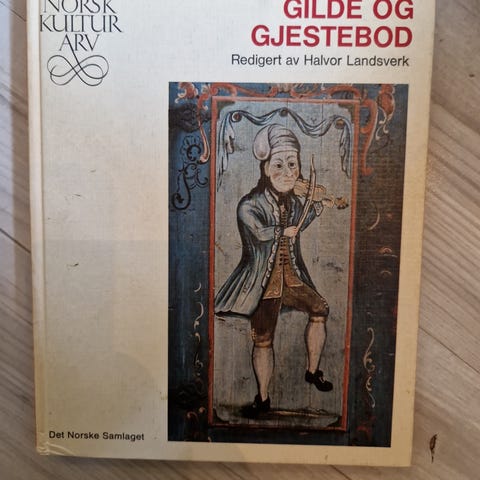 NORSK
KULTUR
ARV
GILDE OG
GJESTEBOD
Redigert av Halvor Landsverk
Det Norske Samlaget